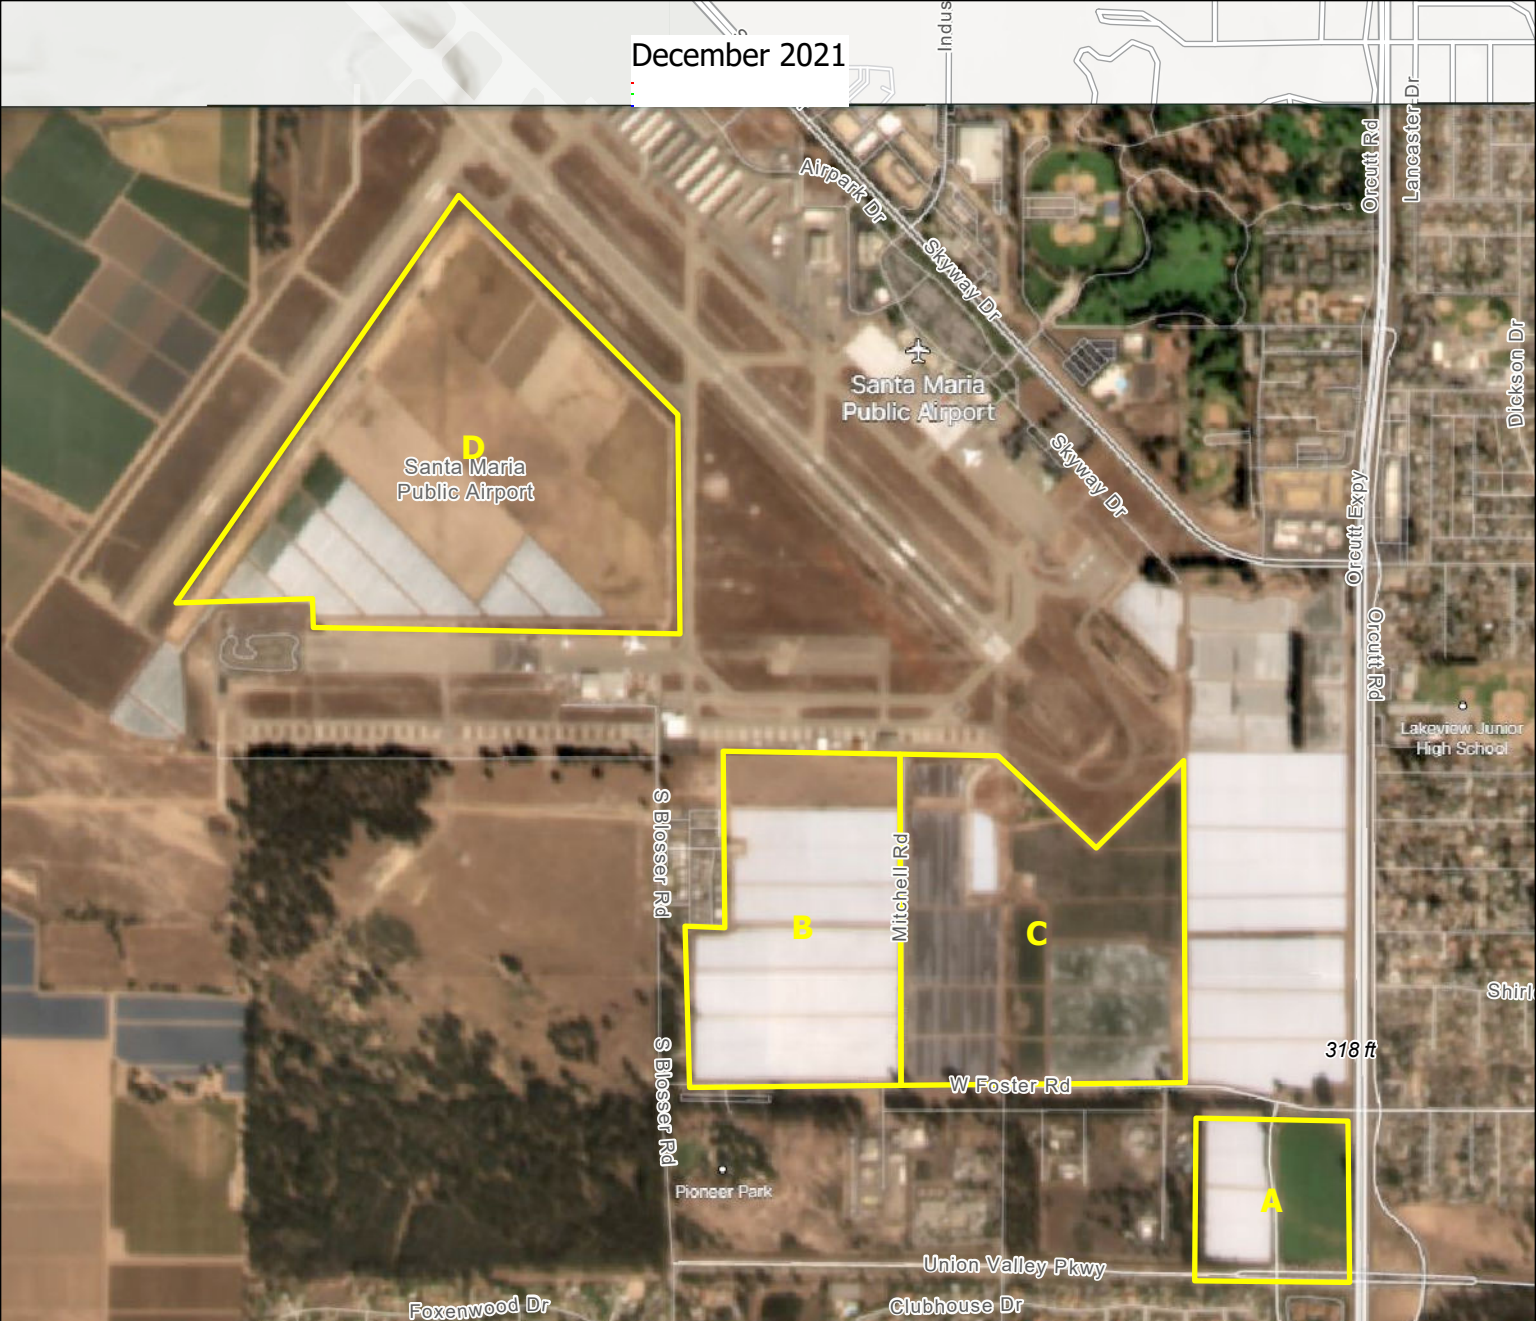 Indus
December 2021
Orcutt Rd
Lancaster Dr
Airpark Dr
Skyway Dr
Dickson Dr
Santa Maria
Public Airport
D
Santa Maria
Public Airport
Skyway Dr
Orcutt Expy
Orcutt Rd
Lakeview Junior
High School
S Blosser Rd
Mitchell Rd
B
C
Shirl
318 ft
S Blosser Rd
W Foster Rd
Pioneer Park
A
Union Valley Pkwy
Foxenwood Dr
Clubhouse Dr